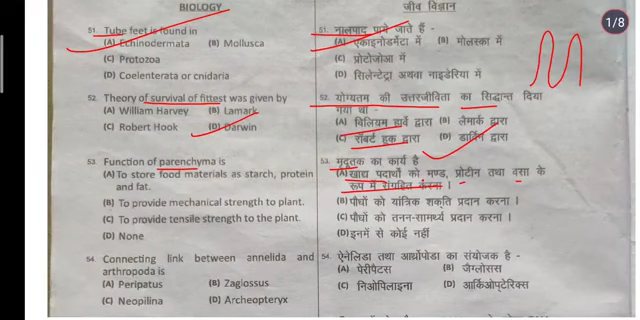 BIOLOGY
51. Tube feet is found in
(A) Echinodermata (B) Mollusca
(C) Protozoa
(D) Coelenterata or cnidaria
52. Theory of survival of fittest was given
by
(A) William Harvey (B) Lamark
(C) Robert Hook (D) Darwin
53. Function of parenchyma is
(A) To store food materials as starch, protein
and fat.
(B) To provide mechanical strength to plant.
(C) To provide tensile strength to the plant.
(D) None
54. Connecting link between annelida and
arthropoda is
(A) Peripatus (B) Zaglossus
(C) Neopilina (D) Archeopteryx
जीव विज्ञान
51. नालपाद पाये जाते हैं -
(A) एकाइनोडर्मेटा में (B) मोलस्का में
(C) प्रोटोजोआ में
(D) सिलेन्ट्रेटा अथवा नाइडेरिया में
52. योग्यतम की उत्तरजीविता का सिद्धान्त दिया
गया था -
(A) विलियम हार्वे द्वारा (B) लैमार्क द्वारा
(C) रॉबर्ट हुक द्वारा (D) डार्विन द्वारा
53. मृदूतक का कार्य है
(A) खाद्य पदार्थों को मण्ड, प्रोटीन तथा वसा के
रूप में संग्रहित करना ।
(B) पौधों को यांत्रिक शक्ति प्रदान करना ।
(C) पौधों को तनन-सामर्थ्य प्रदान करना ।
(D) इनमें से कोई नहीं
54. ऐनेलिडा तथा आर्थ्रोपोडा का संयोजक है -
(A) पेरीपैटस (B) जैग्लोसस
(C) निओपिलाइना (D) आर्किओप्टेरिक्स
1/8